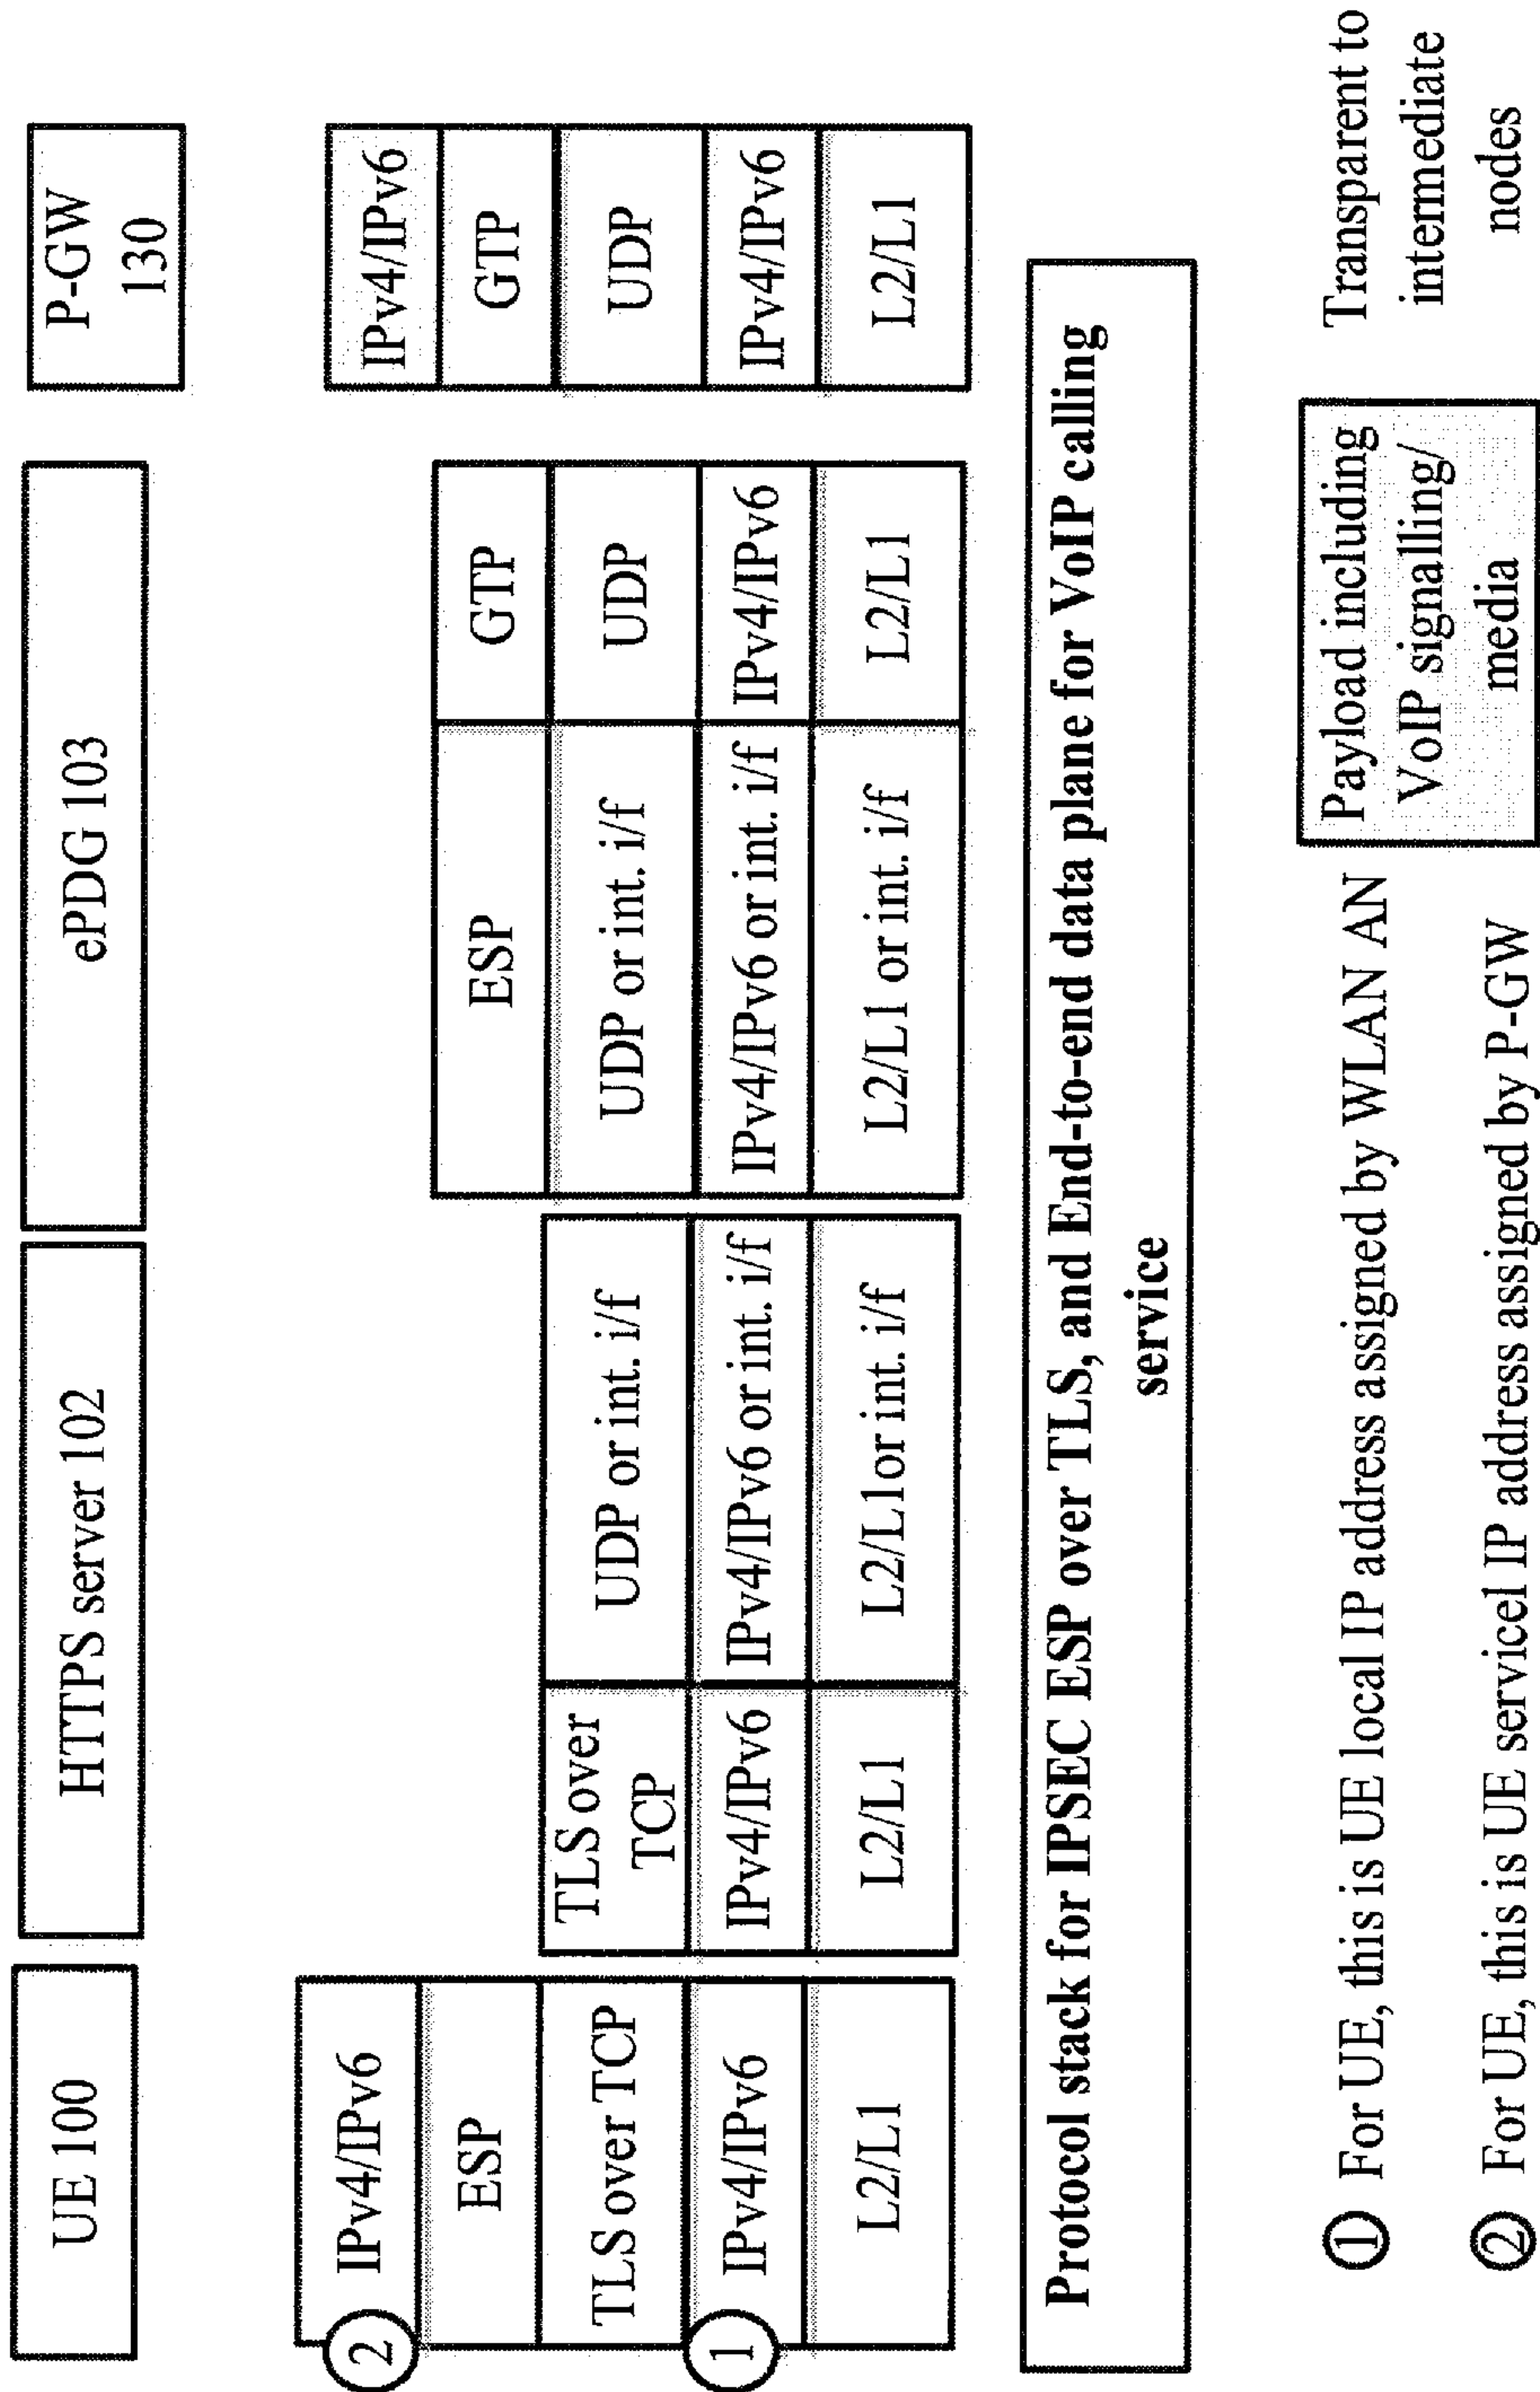 UE 100
HTTPS server 102
ePDG 103
P-GW
130
IPv4/IPv6
ESP
TLS over TCP
IPv4/IPv6
L2/L1
2
1
TLS over
TCP
IPv4/IPv6
L2/L1
UDP or int. i/f
IPv4/IPv6 or int. i/f
L2/L1or int. i/f
ESP
UDP or int. i/f
IPv4/IPv6 or int. i/f
L2/L1 or int. i/f
GTP
UDP
IPv4/IPv6
L2/L1
IPv4/IPv6
GTP
UDP
IPv4/IPv6
L2/L1
Protocol stack for IPSEC ESP over TLS, and End-to-end data plane for VoIP calling
service
1 For UE, this is UE local IP address assigned by WLAN AN
2 For UE, this is UE servicel IP address assigned by P-GW
Payload including
VoIP signalling/
media
Transparent to
intermediate
nodes